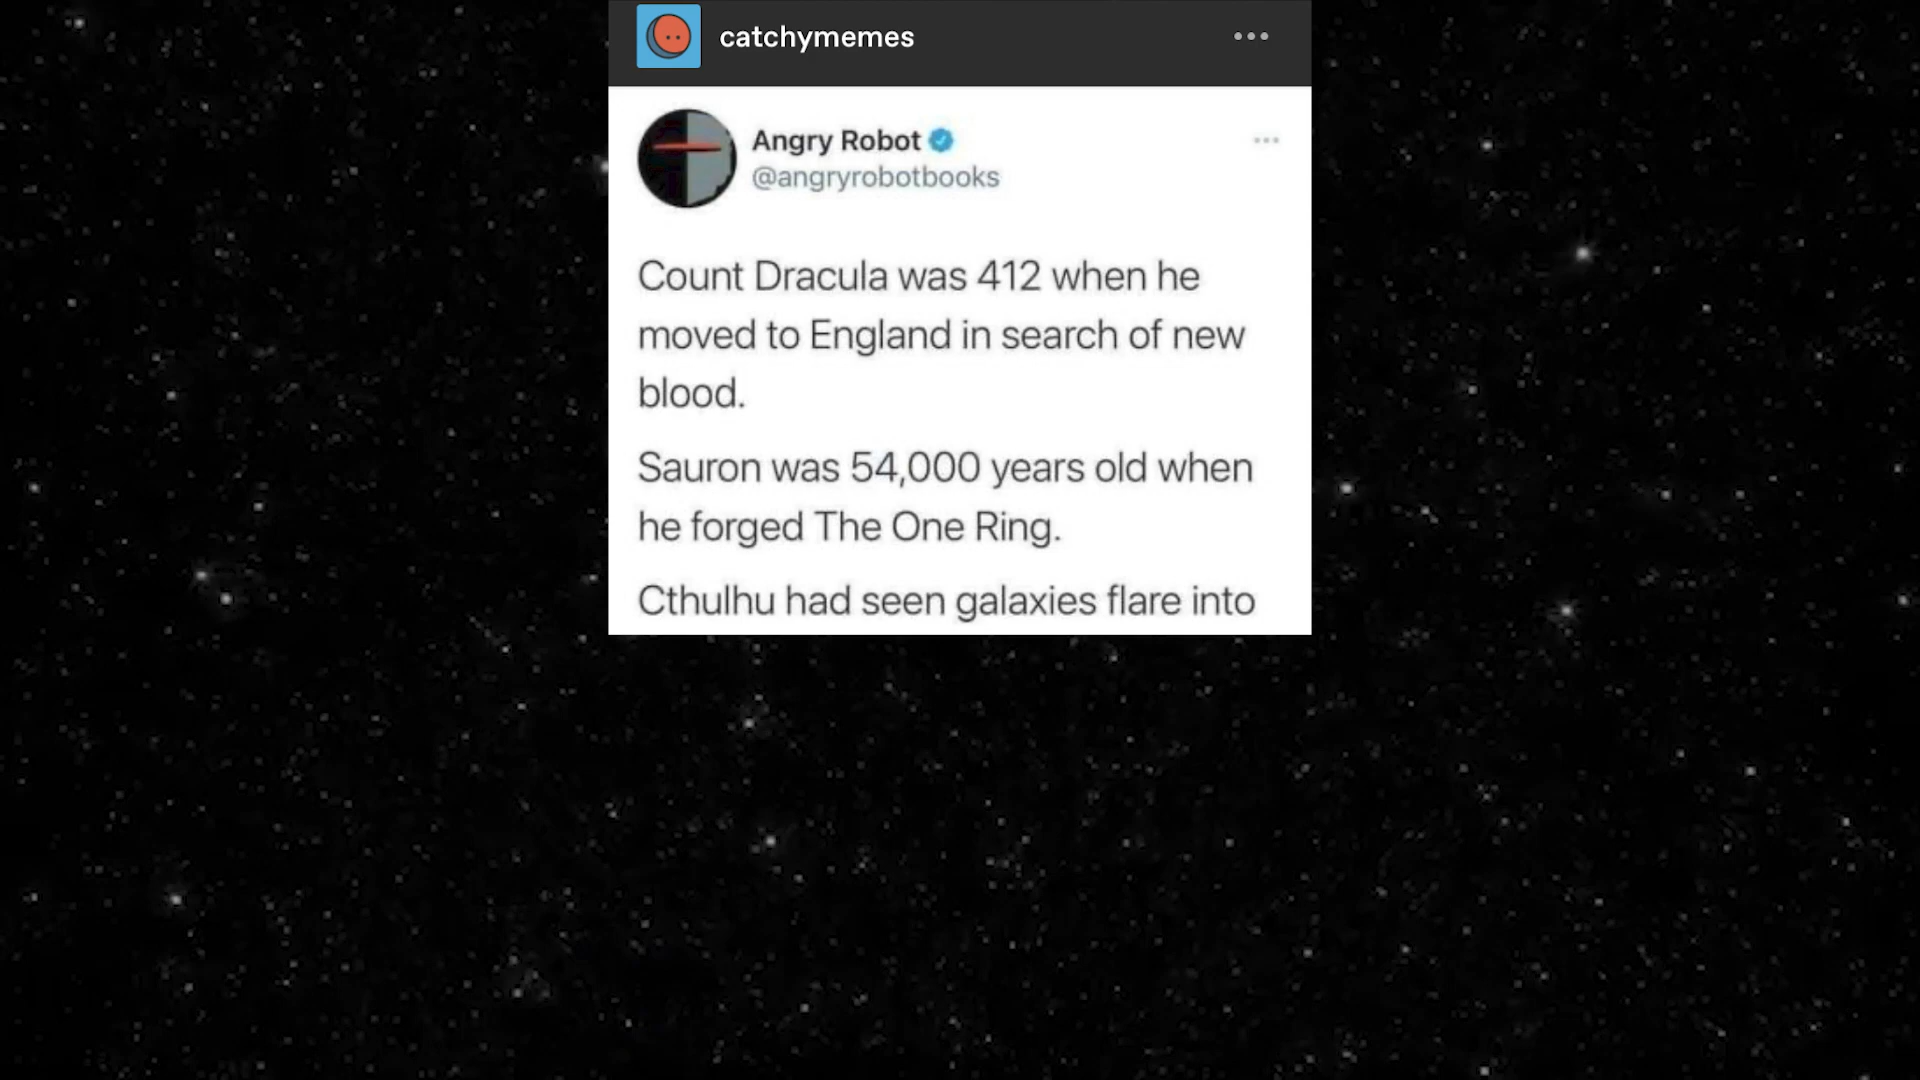 catchymemes
Angry Robot
@angryrobotbooks
Count Dracula was 412 when he
moved to England in search of new
blood.
Sauron was 54,000 years old when
he forged The One Ring.
Cthulhu had seen galaxies flare into